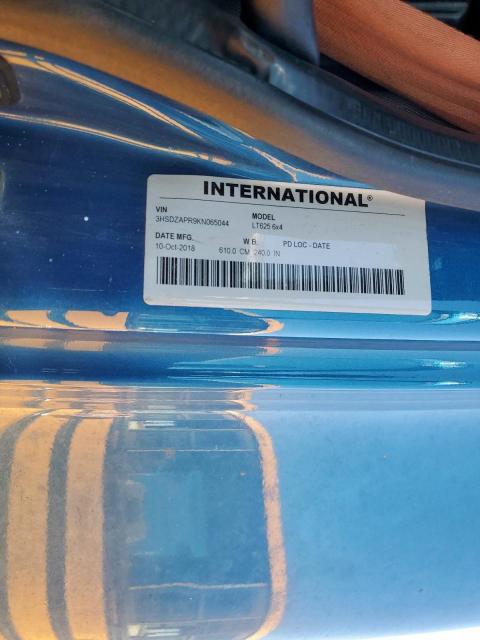 INTERNATIONAL®
VIN MODEL
3HSDZAPR9KN065044 LT625 6x4
DATE MFG. W.B. PD LOC - DATE
10-Oct-2018 610.0 CM 240.0 IN